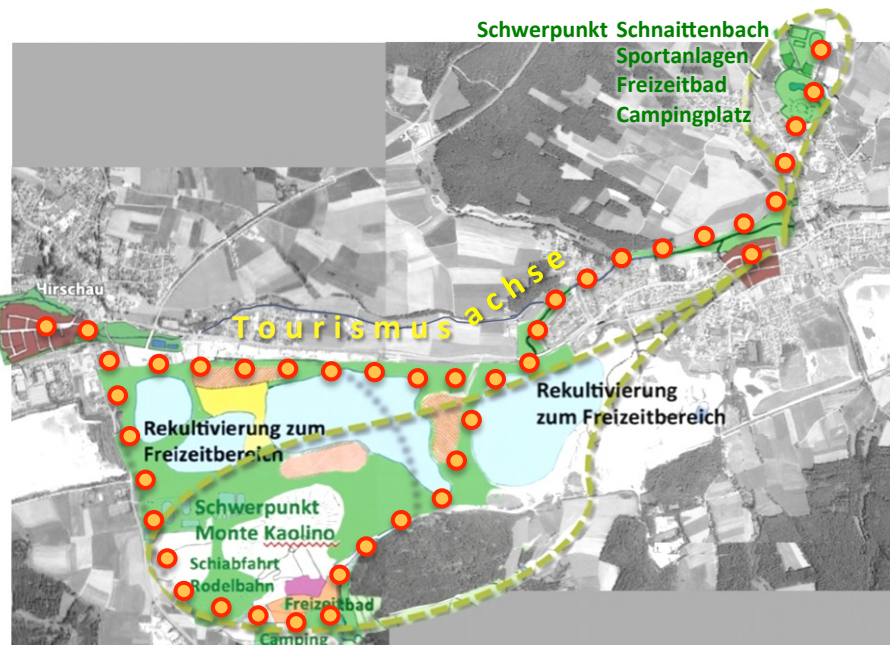 Schwerpunkt Schnaittenbach
Sportanlagen
Freizeitbad
Campingplatz
Hirschau
Tourismusachse
Rekultivierung
zum Freizeitbereich
Rekultivierung zum
Freizeitbereich
Schwerpunkt
Monte Kaolino
Schiabfahrt
Rodelbahn
Freizeitbad
Camping